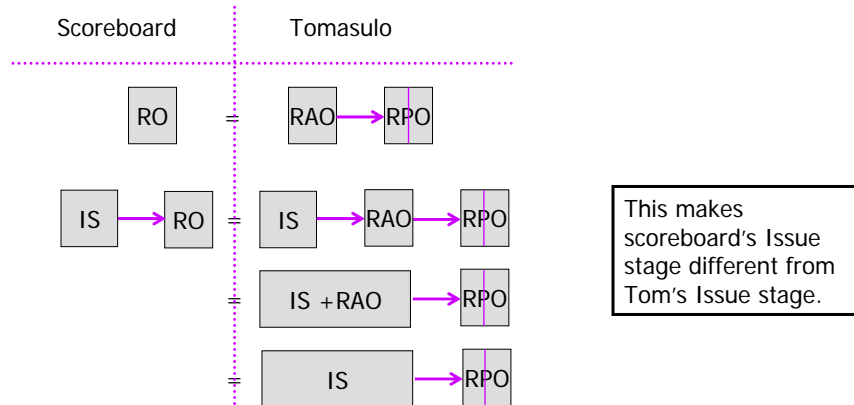 Scoreboard Tomasulo
RO = RAO RPO
IS RO = IS RAO RPO
= IS +RAO RPO
= IS RPO
This makes
scoreboard's Issue
stage different from
Tom's Issue stage.